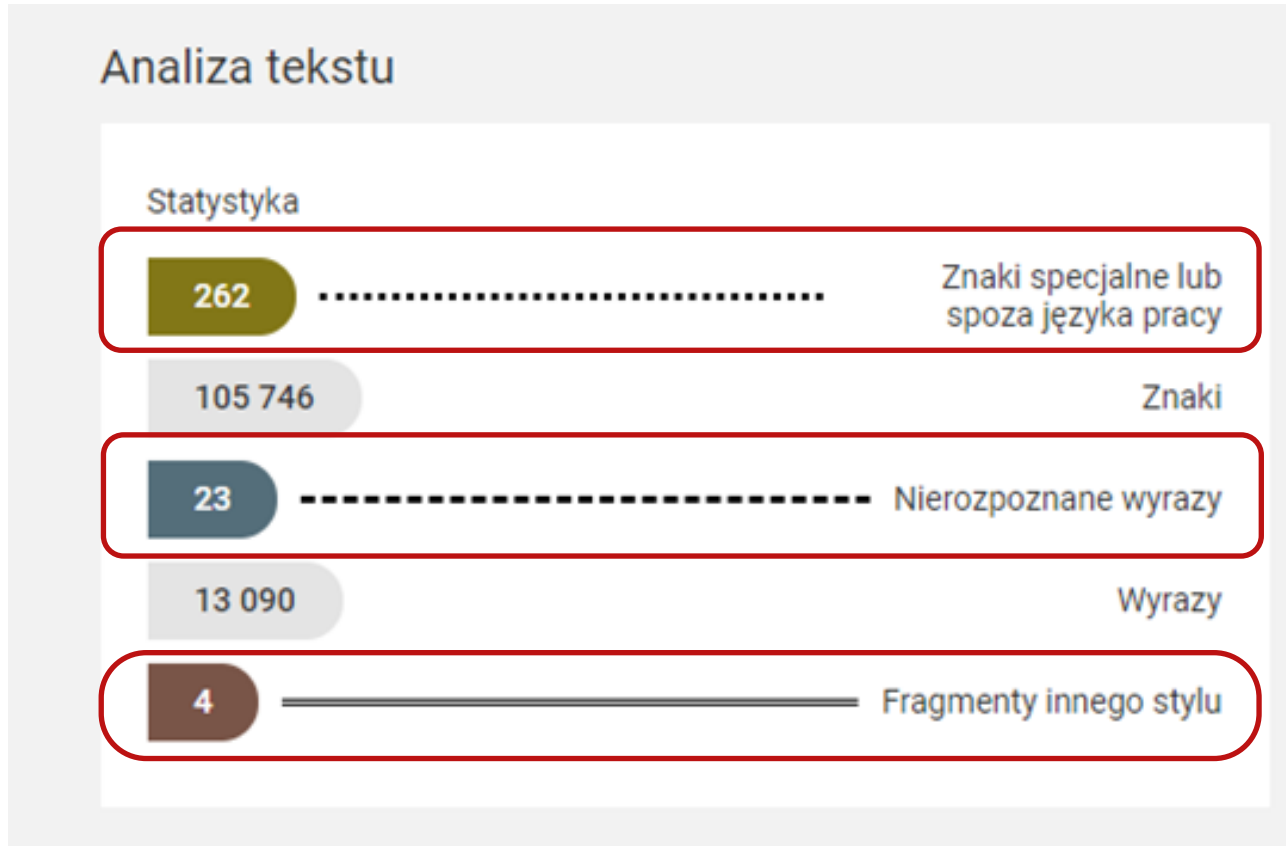 Analiza tekstu
Statystyka
262 Znaki specjalne lub
spoza języka pracy
105 746 Znaki
23 Nierozpoznane wyrazy
13 090 Wyrazy
4 Fragmenty innego stylu